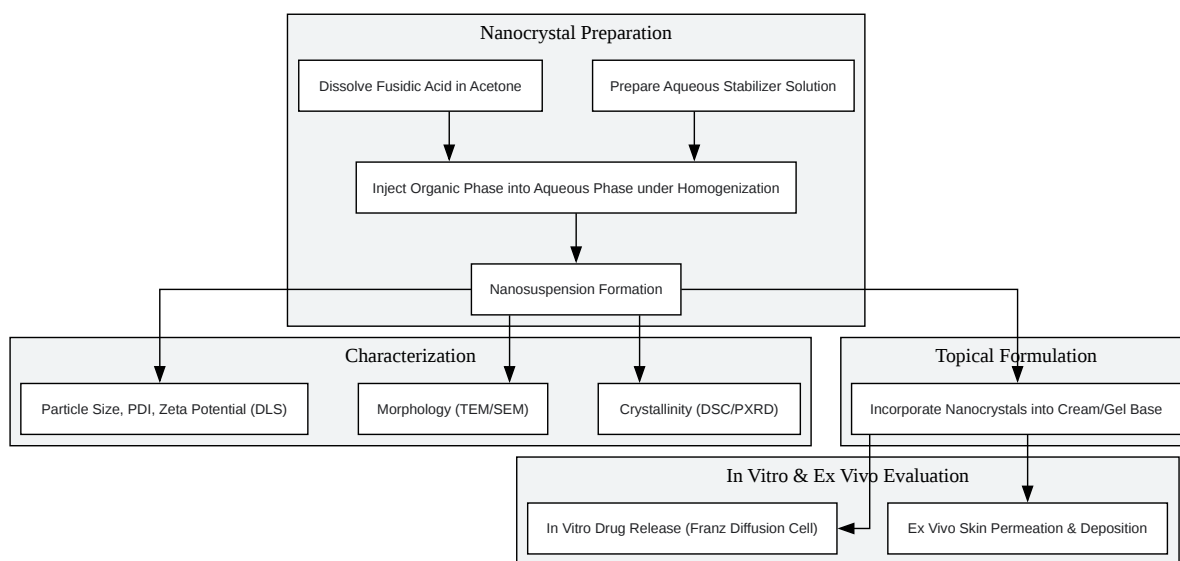 Nanocrystal Preparation
Dissolve Fusidic Acid in Acetone
Prepare Aqueous Stabilizer Solution
Inject Organic Phase into Aqueous Phase under Homogenization
Nanosuspension Formation
Characterization
Topical Formulation
Particle Size, PDI, Zeta Potential (DLS)
Morphology (TEM/SEM)
Crystallinity (DSC/PXRD)
Incorporate Nanocrystals into Cream/Gel Base
In Vitro & Ex Vivo Evaluation
In Vitro Drug Release (Franz Diffusion Cell)
Ex Vivo Skin Permeation & Deposition